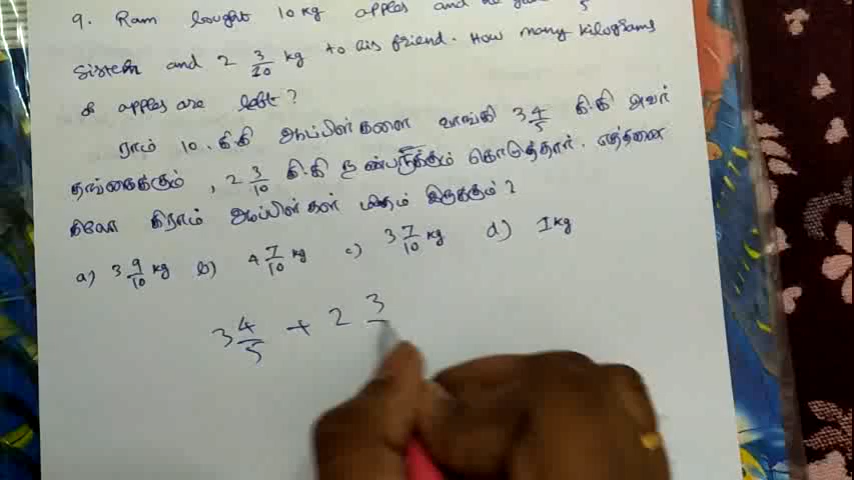 9. Ram bought 10 kg apples and he
5
sister and 2 3/10 kg to his friend. How many kilograms
of apples are left?
ராம் 10. கி.கி ஆப்பிள்களை வாங்கி 3 4/5 கி.கி அவர்
தங்கைக்கும் , 2 3/10 கி.கி நண்பருக்கும் கொடுத்தார். எத்தனை
கிலோ கிராம் ஆப்பிள்கள் மீதம் இருக்கும்?
a) 3 9/10 kg b) 4 7/10 kg c) 3 7/10 kg d) 1kg
3 4/5 + 2 3